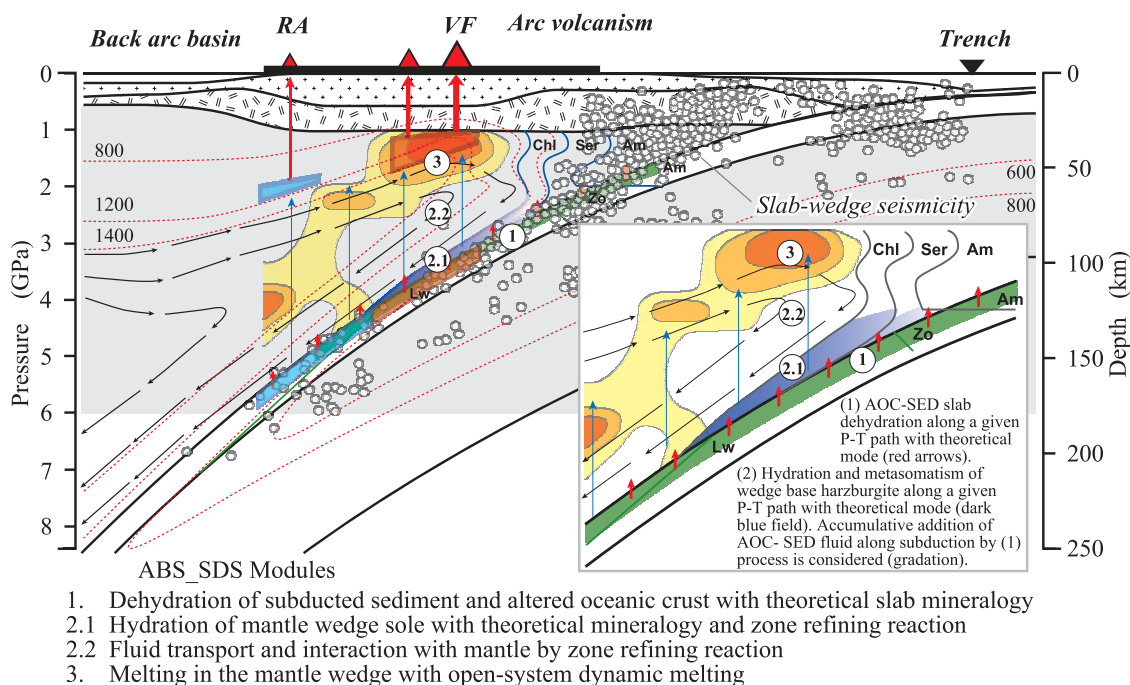 RA
VF
Arc volcanism
Back arc basin
Trench
0
1
2
3
4
5
6
7
8
Pressure (GPa)
0
50
100
150
200
250
Depth (km)
800
1200
1400
600
800
Chl
Ser
Am
Am
Zo
Lw
3
2.2
2.1
1
Slab-wedge seismicity
3
Chl
Ser
Am
2.2
Am
Zo
2.1
1
Lw
(1) AOC-SED slab
dehydration along a given
P-T path with theoretical
mode (red arrows).
(2) Hydration and metasomatism of
wedge base harzburgite along a given
P-T path with theoretical mode (dark
blue field). Accumulative addition of
AOC- SED fluid along subduction by (1)
process is considered (gradation).
ABS_SDS Modules
1. Dehydration of subducted sediment and altered oceanic crust with theoretical slab mineralogy
2.1 Hydration of mantle wedge sole with theoretical mineralogy and zone refining reaction
2.2 Fluid transport and interaction with mantle by zone refining reaction
3. Melting in the mantle wedge with open-system dynamic melting